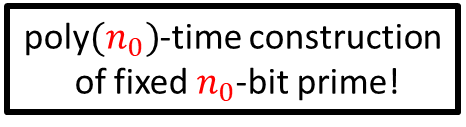 poly(n₀)-time construction
of fixed n₀-bit prime!